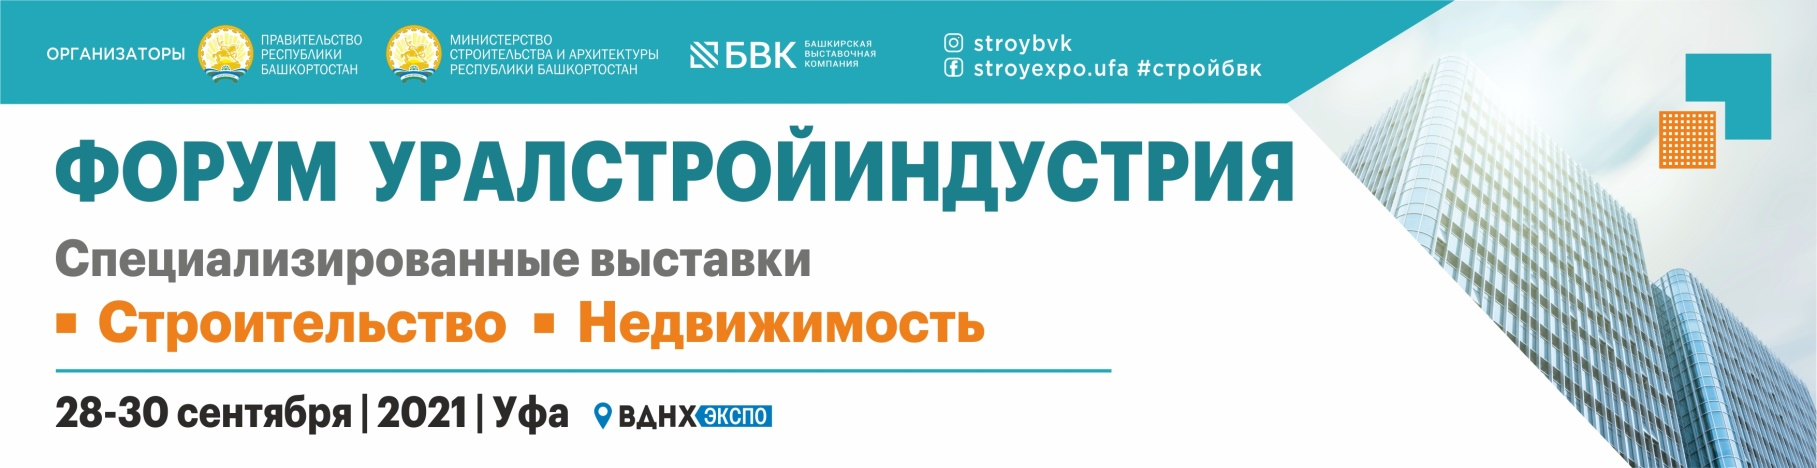 ОРГАНИЗАТОРЫ
ПРАВИТЕЛЬСТВО
РЕСПУБЛИКИ
БАШКОРТОСТАН
МИНИСТЕРСТВО
СТРОИТЕЛЬСТВА И АРХИТЕКТУРЫ
РЕСПУБЛИКИ БАШКОРТОСТАН
БВК
БАШКИРСКАЯ
ВЫСТАВОЧНАЯ
КОМПАНИЯ
stroybvk
stroyexpo.ufa #стройбвк
ФОРУМ УРАЛСТРОЙИНДУСТРИЯ
Специализированные выставки
▪ Строительство ▪ Недвижимость
28-30 сентября | 2021 | Уфа ВДНХ ЭКСПО